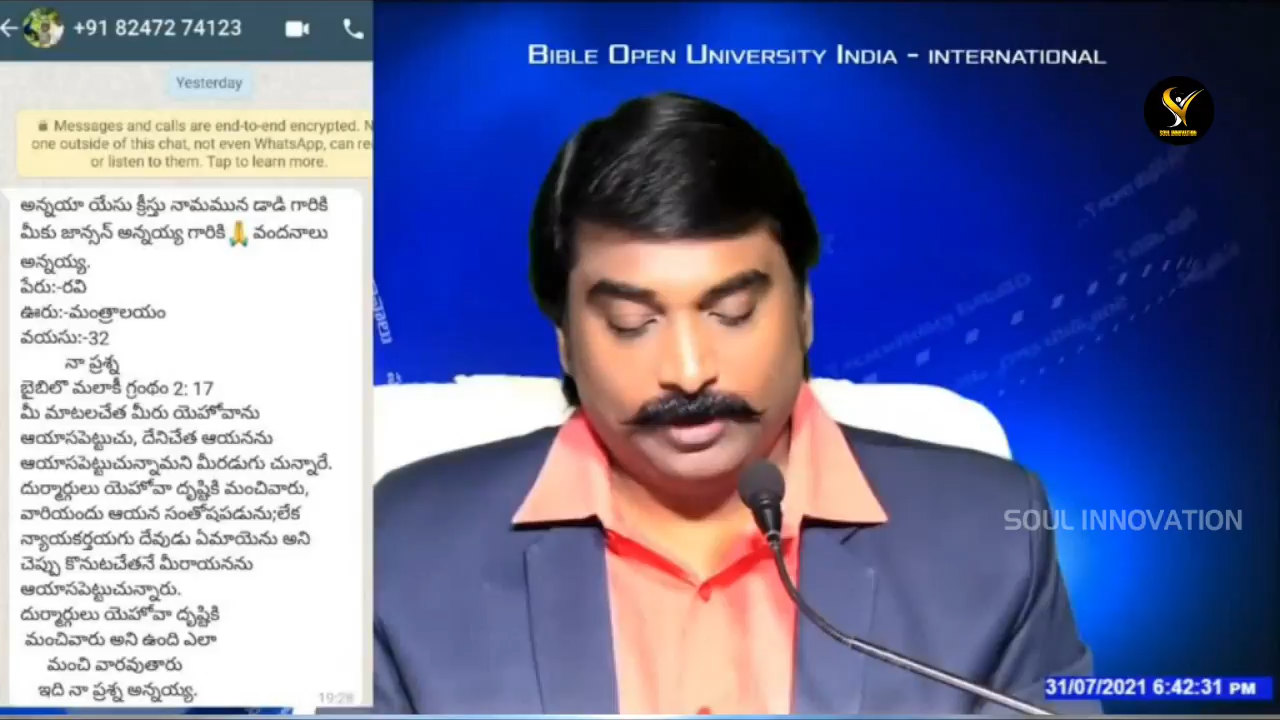 +91 82472 74123
Yesterday
Messages and calls are end-to-end encrypted. N
one outside of this chat, not even WhatsApp, can re
or listen to them. Tap to learn more.
అన్నయా యేసు క్రీస్తు నామమున డాడి గారికి
మీకు జాన్సన్ అన్నయ్య గారికి🙏వందనాలు
అన్నయ్య.
పేరు:-రవి
ఊరు:-మంత్రాలయం
వయసు:-32
నా ప్రశ్న
బైబిలొ మలాకీ గ్రంథం 2: 17
మీ మాటలచేత మీరు యెహోవాను
ఆయాసపెట్టుచు, దేనిచేత ఆయనను
ఆయాసపెట్టుచున్నామని మీరడుగు చున్నారే.
దుర్మార్గులు యెహోవా దృష్టికి మంచివారు,
వారియందు ఆయన సంతోషపడును;లేక
న్యాయకర్తయగు దేవుడు ఏమాయెను అని
చెప్పు కొనుటచేతనే మీరాయనను
ఆయాసపెట్టుచున్నారు.
దుర్మార్గులు యెహోవా దృష్టికి
మంచివారు అని ఉంది ఎలా
మంచి వారవుతారు
ఇది నా ప్రశ్న అన్నయ్య.
19:28
BIBLE OPEN UNIVERSITY INDIA - INTERNATIONAL
SOUL INNOVATION
SOUL INNOVATION
31/07/2021 6:42:31 PM